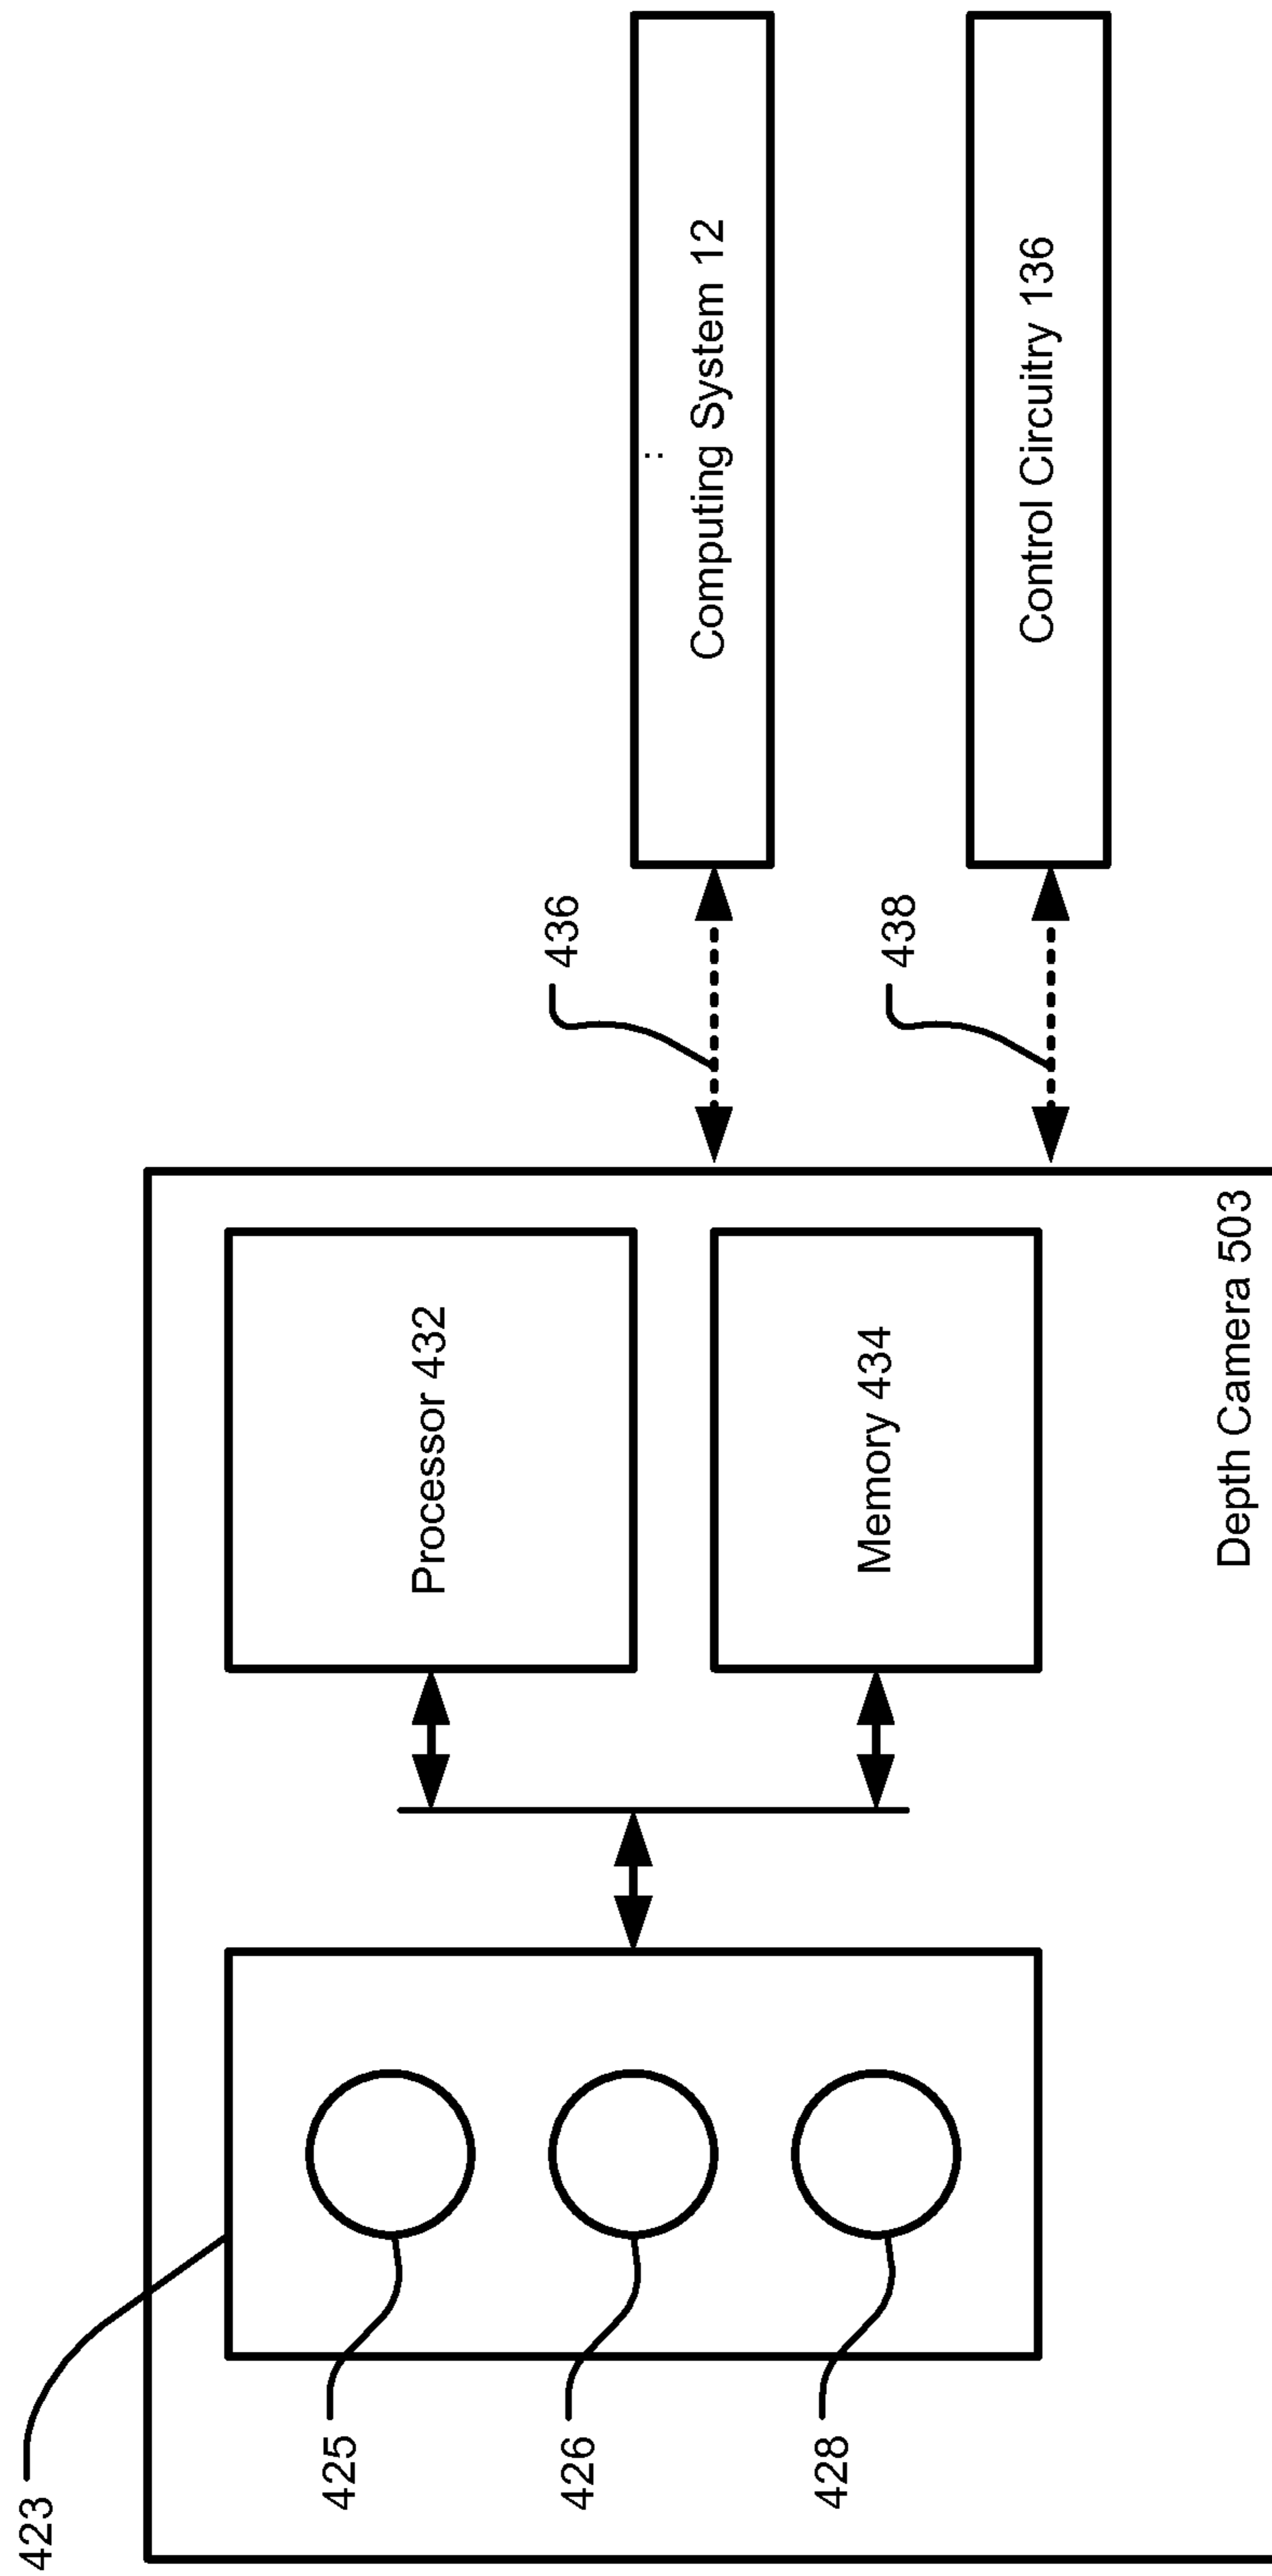 423
425
426
428
Processor 432
Memory 434
Depth Camera 503
436
438
Computing System 12
:
Control Circuitry 136